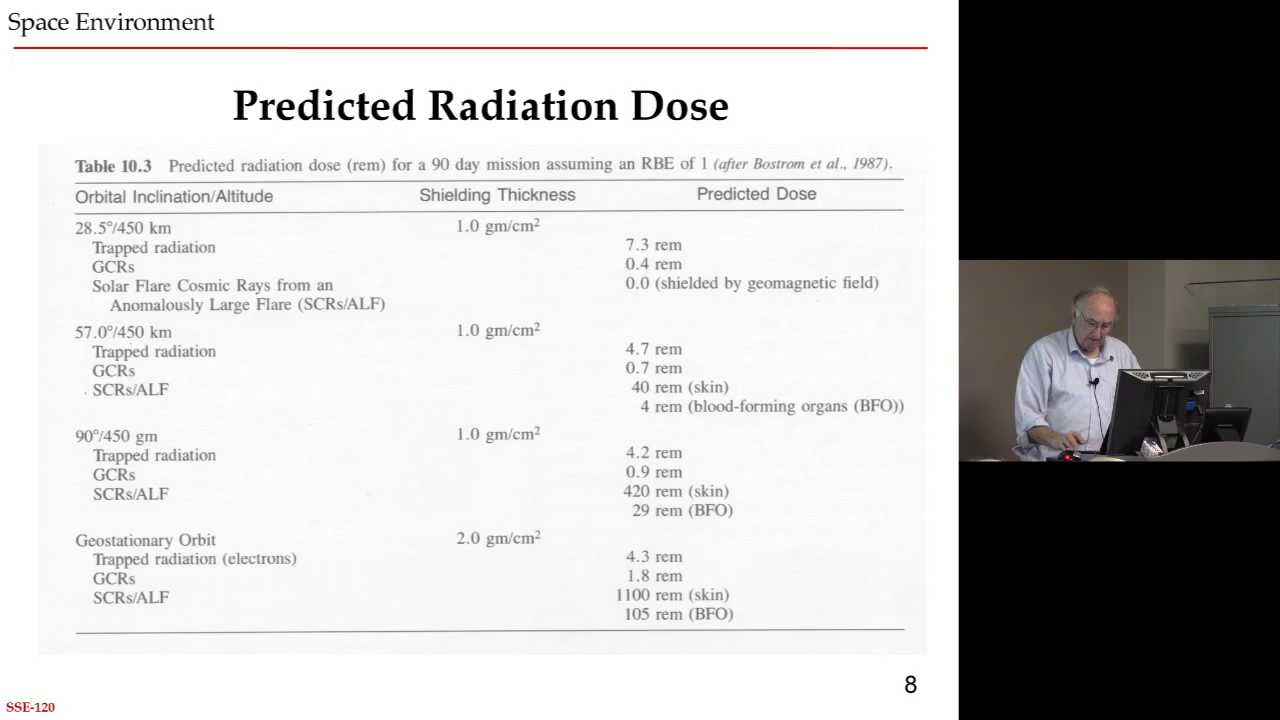 Space Environment
Predicted Radiation Dose
Table 10.3 Predicted radiation dose (rem) for a 90 day mission assuming an RBE of 1 (after Bostrom et al., 1987).
Orbital Inclination/Altitude Shielding Thickness Predicted Dose
28.5°/450 km 1.0 gm/cm²
Trapped radiation 7.3 rem
GCRs 0.4 rem
Solar Flare Cosmic Rays from an 0.0 (shielded by geomagnetic field)
Anomalously Large Flare (SCRs/ALF)
57.0°/450 km 1.0 gm/cm²
Trapped radiation 4.7 rem
GCRs 0.7 rem
SCRs/ALF 40 rem (skin)
4 rem (blood-forming organs (BFO))
90°/450 gm 1.0 gm/cm²
Trapped radiation 4.2 rem
GCRs 0.9 rem
SCRs/ALF 420 rem (skin)
29 rem (BFO)
Geostationary Orbit 2.0 gm/cm²
Trapped radiation (electrons) 4.3 rem
GCRs 1.8 rem
SCRs/ALF 1100 rem (skin)
105 rem (BFO)
8
SSE-120